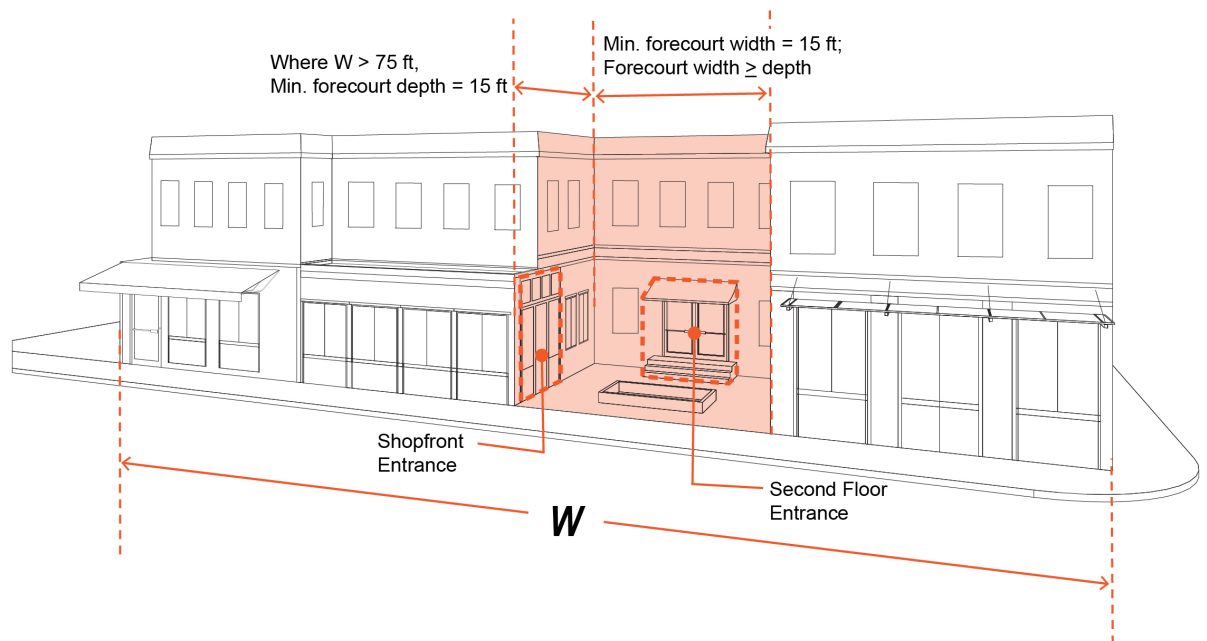 Where W > 75 ft,
Min. forecourt depth = 15 ft
Min. forecourt width = 15 ft;
Forecourt width ≥ depth
Shopfront
Entrance
Second Floor
Entrance
W